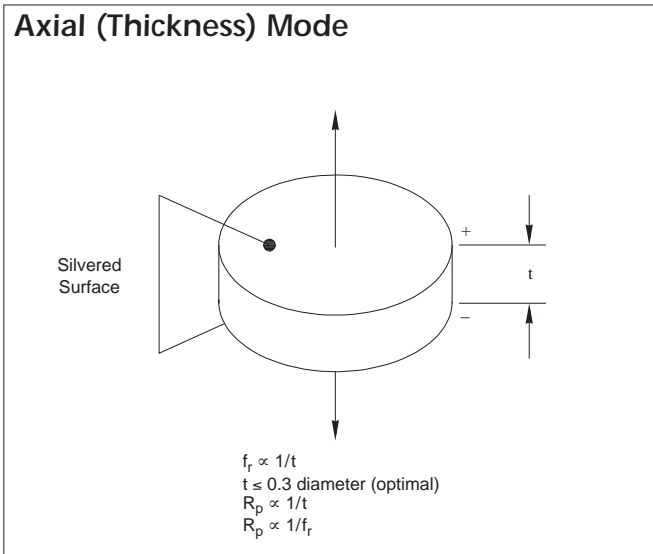 Axial (Thickness) Mode
+
Silvered
Surface
t
–
fᵣ ∝ 1/t
t ≤ 0.3 diameter (optimal)
Rₚ ∝ 1/t
Rₚ ∝ 1/fᵣ